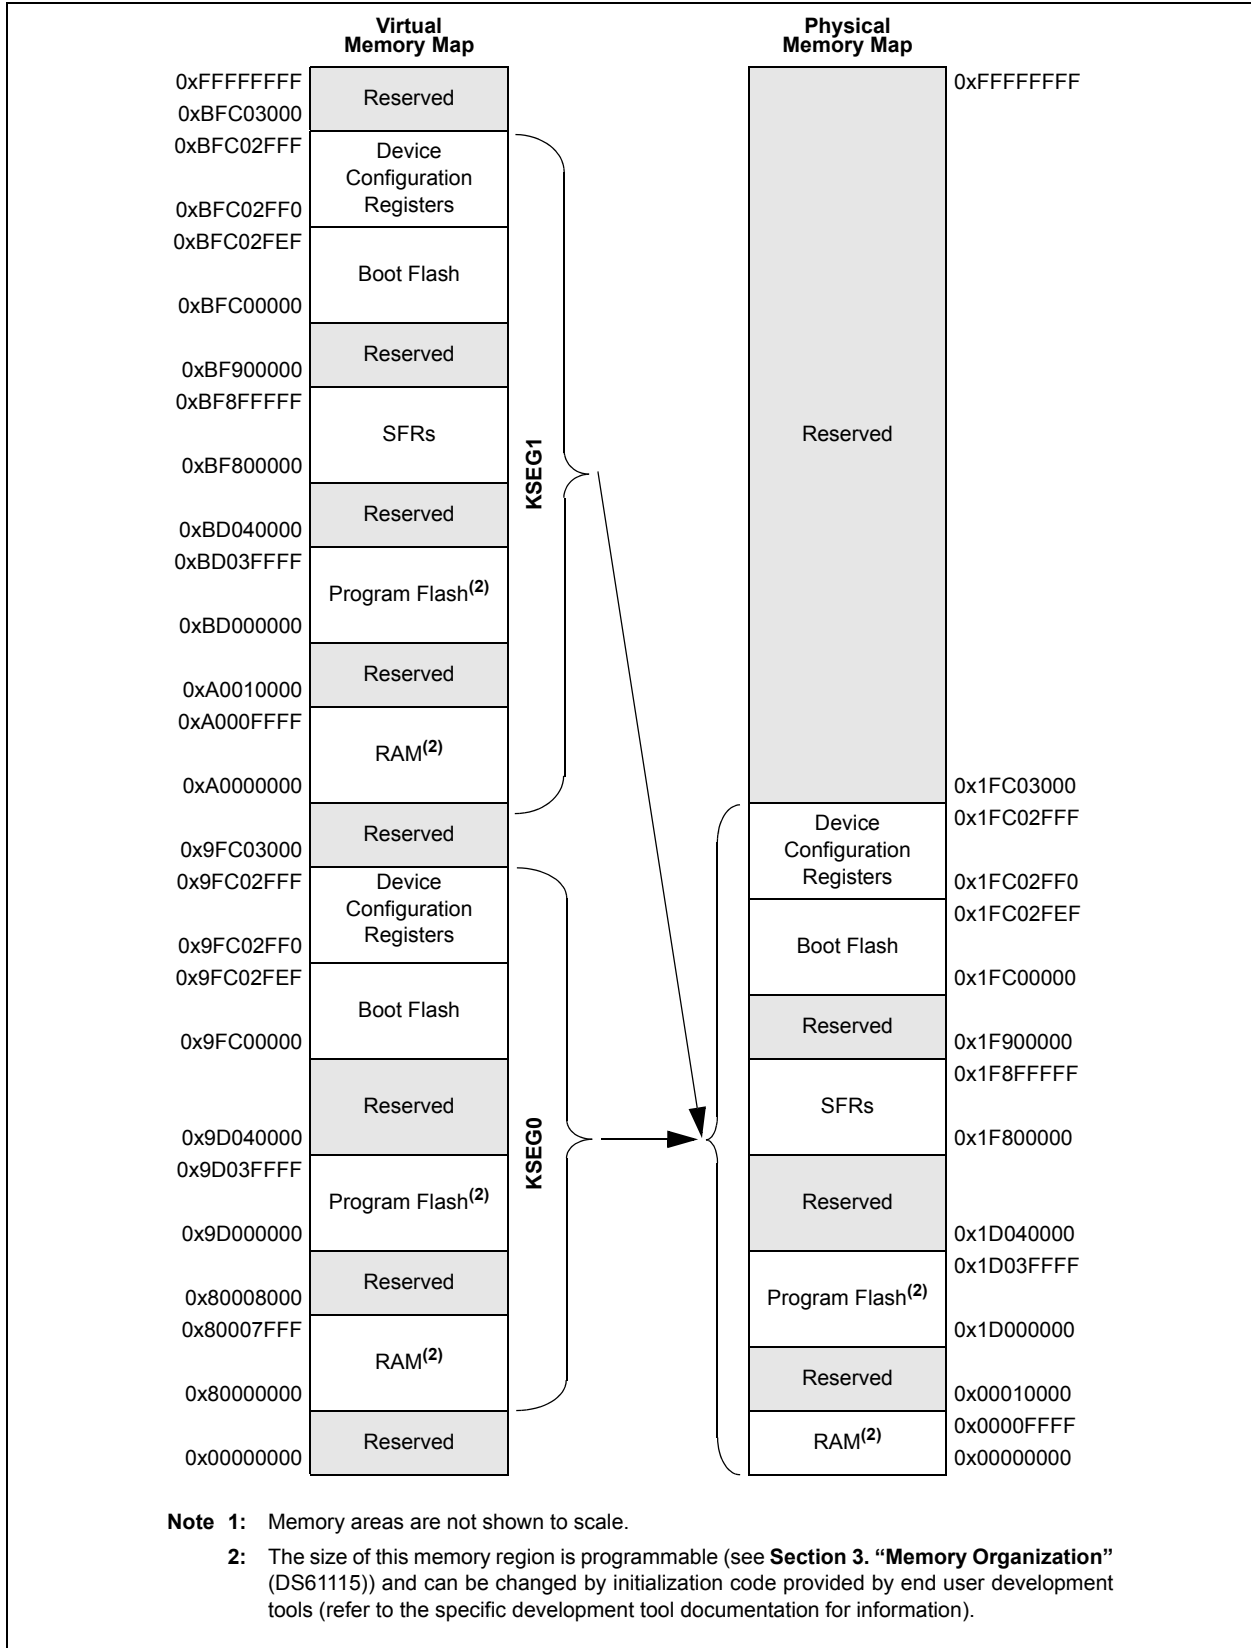 Virtual
Memory Map
0xFFFFFFFF
Reserved
0xBFC03000
0xBFC02FFF
Device
Configuration
Registers
0xBFC02FF0
0xBFC02FEF
Boot Flash
0xBFC00000
Reserved
0xBF900000
0xBF8FFFFF
SFRs
0xBF800000
Reserved
0xBD040000
0xBD03FFFF
Program Flash(2)
0xBD000000
Reserved
0xA0010000
0xA000FFFF
RAM(2)
0xA0000000
Reserved
0x9FC03000
0x9FC02FFF
Device
Configuration
Registers
0x9FC02FF0
0x9FC02FEF
Boot Flash
0x9FC00000
Reserved
0x9D040000
0x9D03FFFF
Program Flash(2)
0x9D000000
Reserved
0x80008000
0x80007FFF
RAM(2)
0x80000000
Reserved
0x00000000
KSEG1
KSEG0
Physical
Memory Map
0xFFFFFFFF
Reserved
0x1FC03000
0x1FC02FFF
Device
Configuration
Registers
0x1FC02FF0
0x1FC02FEF
Boot Flash
0x1FC00000
Reserved
0x1F900000
0x1F8FFFFF
SFRs
0x1F800000
Reserved
0x1D040000
0x1D03FFFF
Program Flash(2)
0x1D000000
Reserved
0x00010000
0x0000FFFF
RAM(2)
0x00000000
Note 1: Memory areas are not shown to scale.
2: The size of this memory region is programmable (see Section 3. “Memory Organization”
(DS61115)) and can be changed by initialization code provided by end user development
tools (refer to the specific development tool documentation for information).